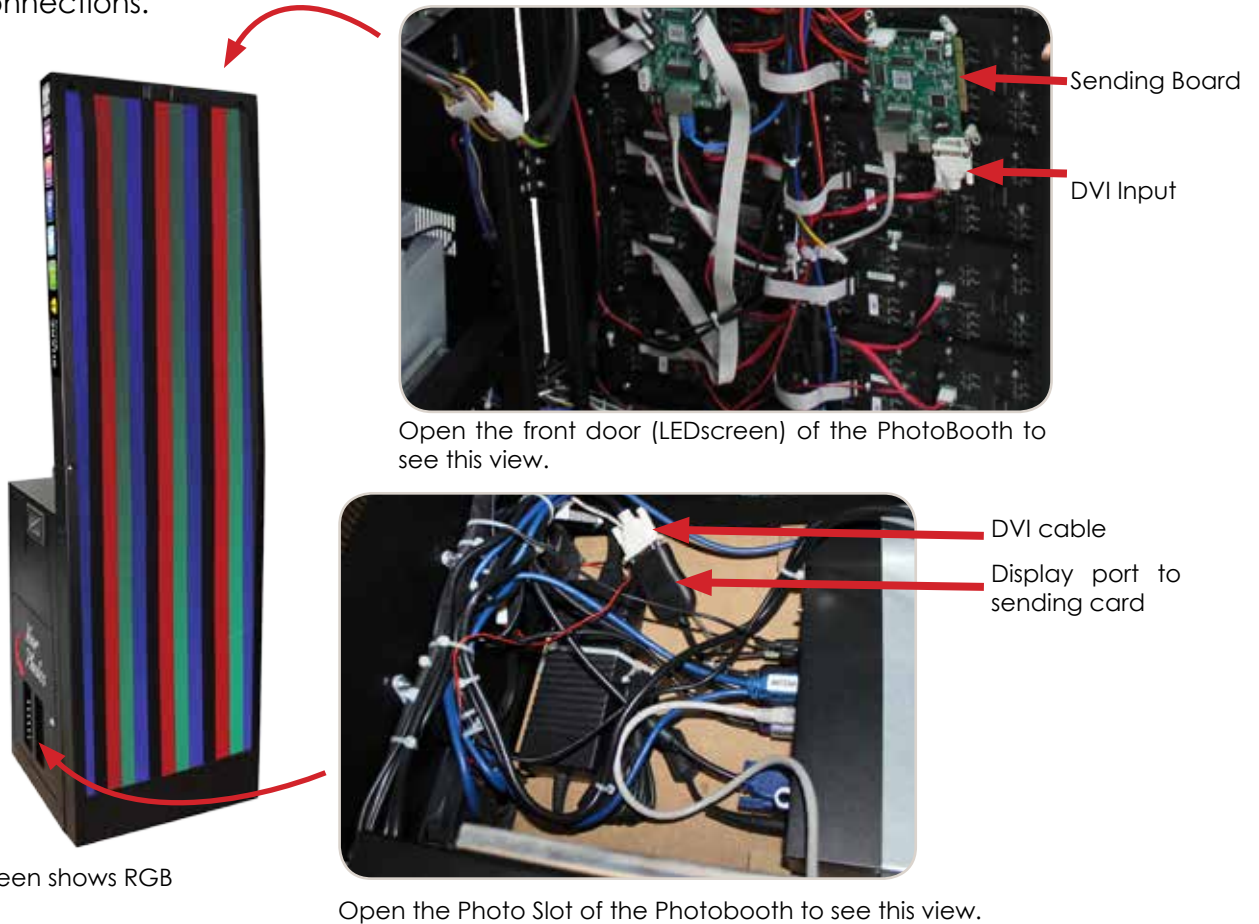 onnections.
Sending Board
DVI Input
Open the front door (LEDscreen) of the PhotoBooth to
see this view.
DVI cable
Display port to
sending card
een shows RGB
Open the Photo Slot of the Photobooth to see this view.